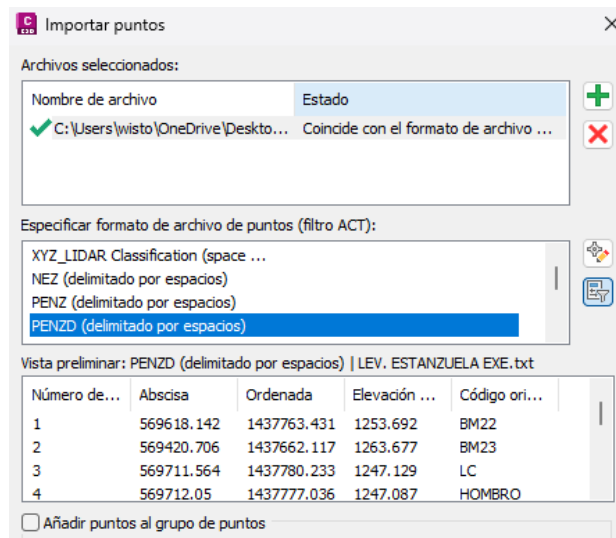 C
C3D
Importar puntos
Archivos seleccionados:
Nombre de archivo Estado
C:\Users\wisto\OneDrive\Deskto... Coincide con el formato de archivo ...
Especificar formato de archivo de puntos (filtro ACT):
XYZ_LIDAR Classification (space ...
NEZ (delimitado por espacios)
PENZ (delimitado por espacios)
PENZD (delimitado por espacios)
Vista preliminar: PENZD (delimitado por espacios) | LEV. ESTANZUELA EXE.txt
Número de... Abscisa Ordenada Elevación ... Código ori...
1 569618.142 1437763.431 1253.692 BM22
2 569420.706 1437662.117 1263.677 BM23
3 569711.564 1437780.233 1247.129 LC
4 569712.05 1437777.036 1247.087 HOMBRO
Añadir puntos al grupo de puntos